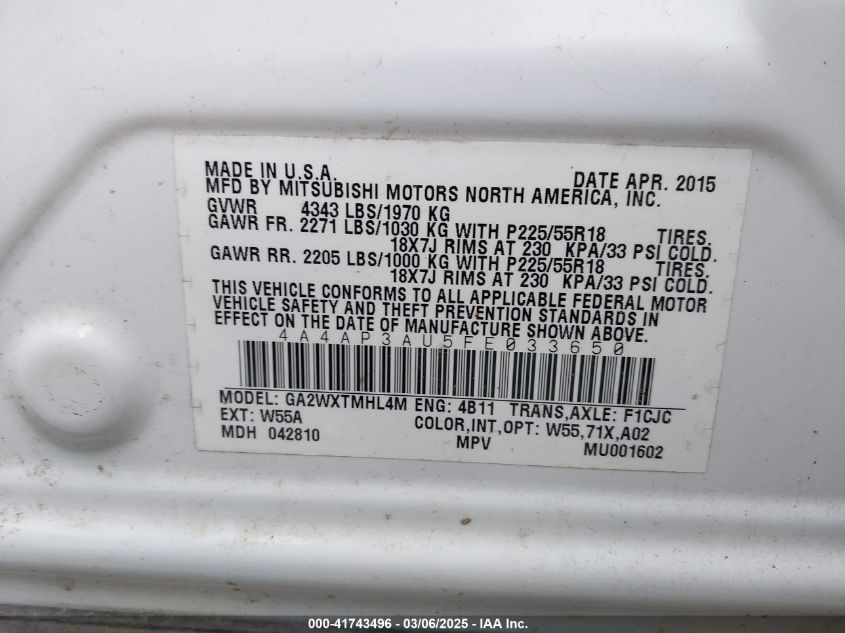 MADE IN U.S.A. DATE APR. 2015
MFD BY MITSUBISHI MOTORS NORTH AMERICA, INC.
GVWR 4343 LBS/1970 KG
GAWR FR. 2271 LBS/1030 KG WITH P225/55R18 TIRES.
18X7J RIMS AT 230 KPA/33 PSI COLD.
GAWR RR. 2205 LBS/1000 KG WITH P225/55R18 TIRES.
18X7J RIMS AT 230 KPA/33 PSI COLD.
THIS VEHICLE CONFORMS TO ALL APPLICABLE FEDERAL MOTOR
VEHICLE SAFETY AND THEFT PREVENTION STANDARDS IN
EFFECT ON THE DATE OF MANUFACTURE SHOWN ABOVE.
4A4AP3AU5FE033650
MODEL: GA2WXTMHL4M ENG: 4B11 TRANS,AXLE: F1CJC
EXT: W55A COLOR,INT,OPT: W55,71X,A02
MDH 042810 MPV MU001602
000-41743496 - 03/06/2025 - IAA Inc.